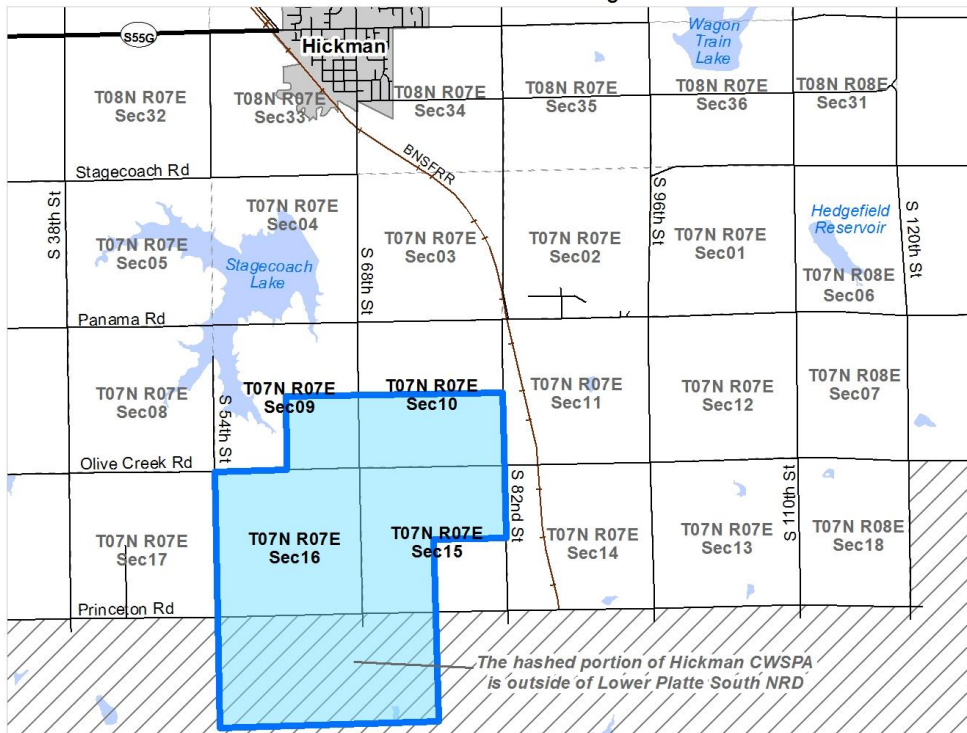 S55G
Hickman
Wagon
Train
Lake
T08N R07E
Sec32
T08N R07E
Sec33
T08N R07E
Sec34
T08N R07E
Sec35
T08N R07E
Sec36
T08N R08E
Sec31
BNSFRR
Stagecoach Rd
S 38th St
T07N R07E
Sec05
T07N R07E
Sec04
Stagecoach
Lake
S 68th St
T07N R07E
Sec03
T07N R07E
Sec02
S 96th St
T07N R07E
Sec01
Hedgefield
Reservoir
T07N R08E
Sec06
S 120th St
Panama Rd
T07N R07E
Sec08
S 54th St
T07N R07E
Sec09
T07N R07E
Sec10
T07N R07E
Sec11
T07N R07E
Sec12
T07N R08E
Sec07
Olive Creek Rd
T07N R07E
Sec17
T07N R07E
Sec16
T07N R07E
Sec15
S 82nd St
T07N R07E
Sec14
T07N R07E
Sec13
S 110th St
T07N R08E
Sec18
Princeton Rd
The hashed portion of Hickman CWSPA
is outside of Lower Platte South NRD